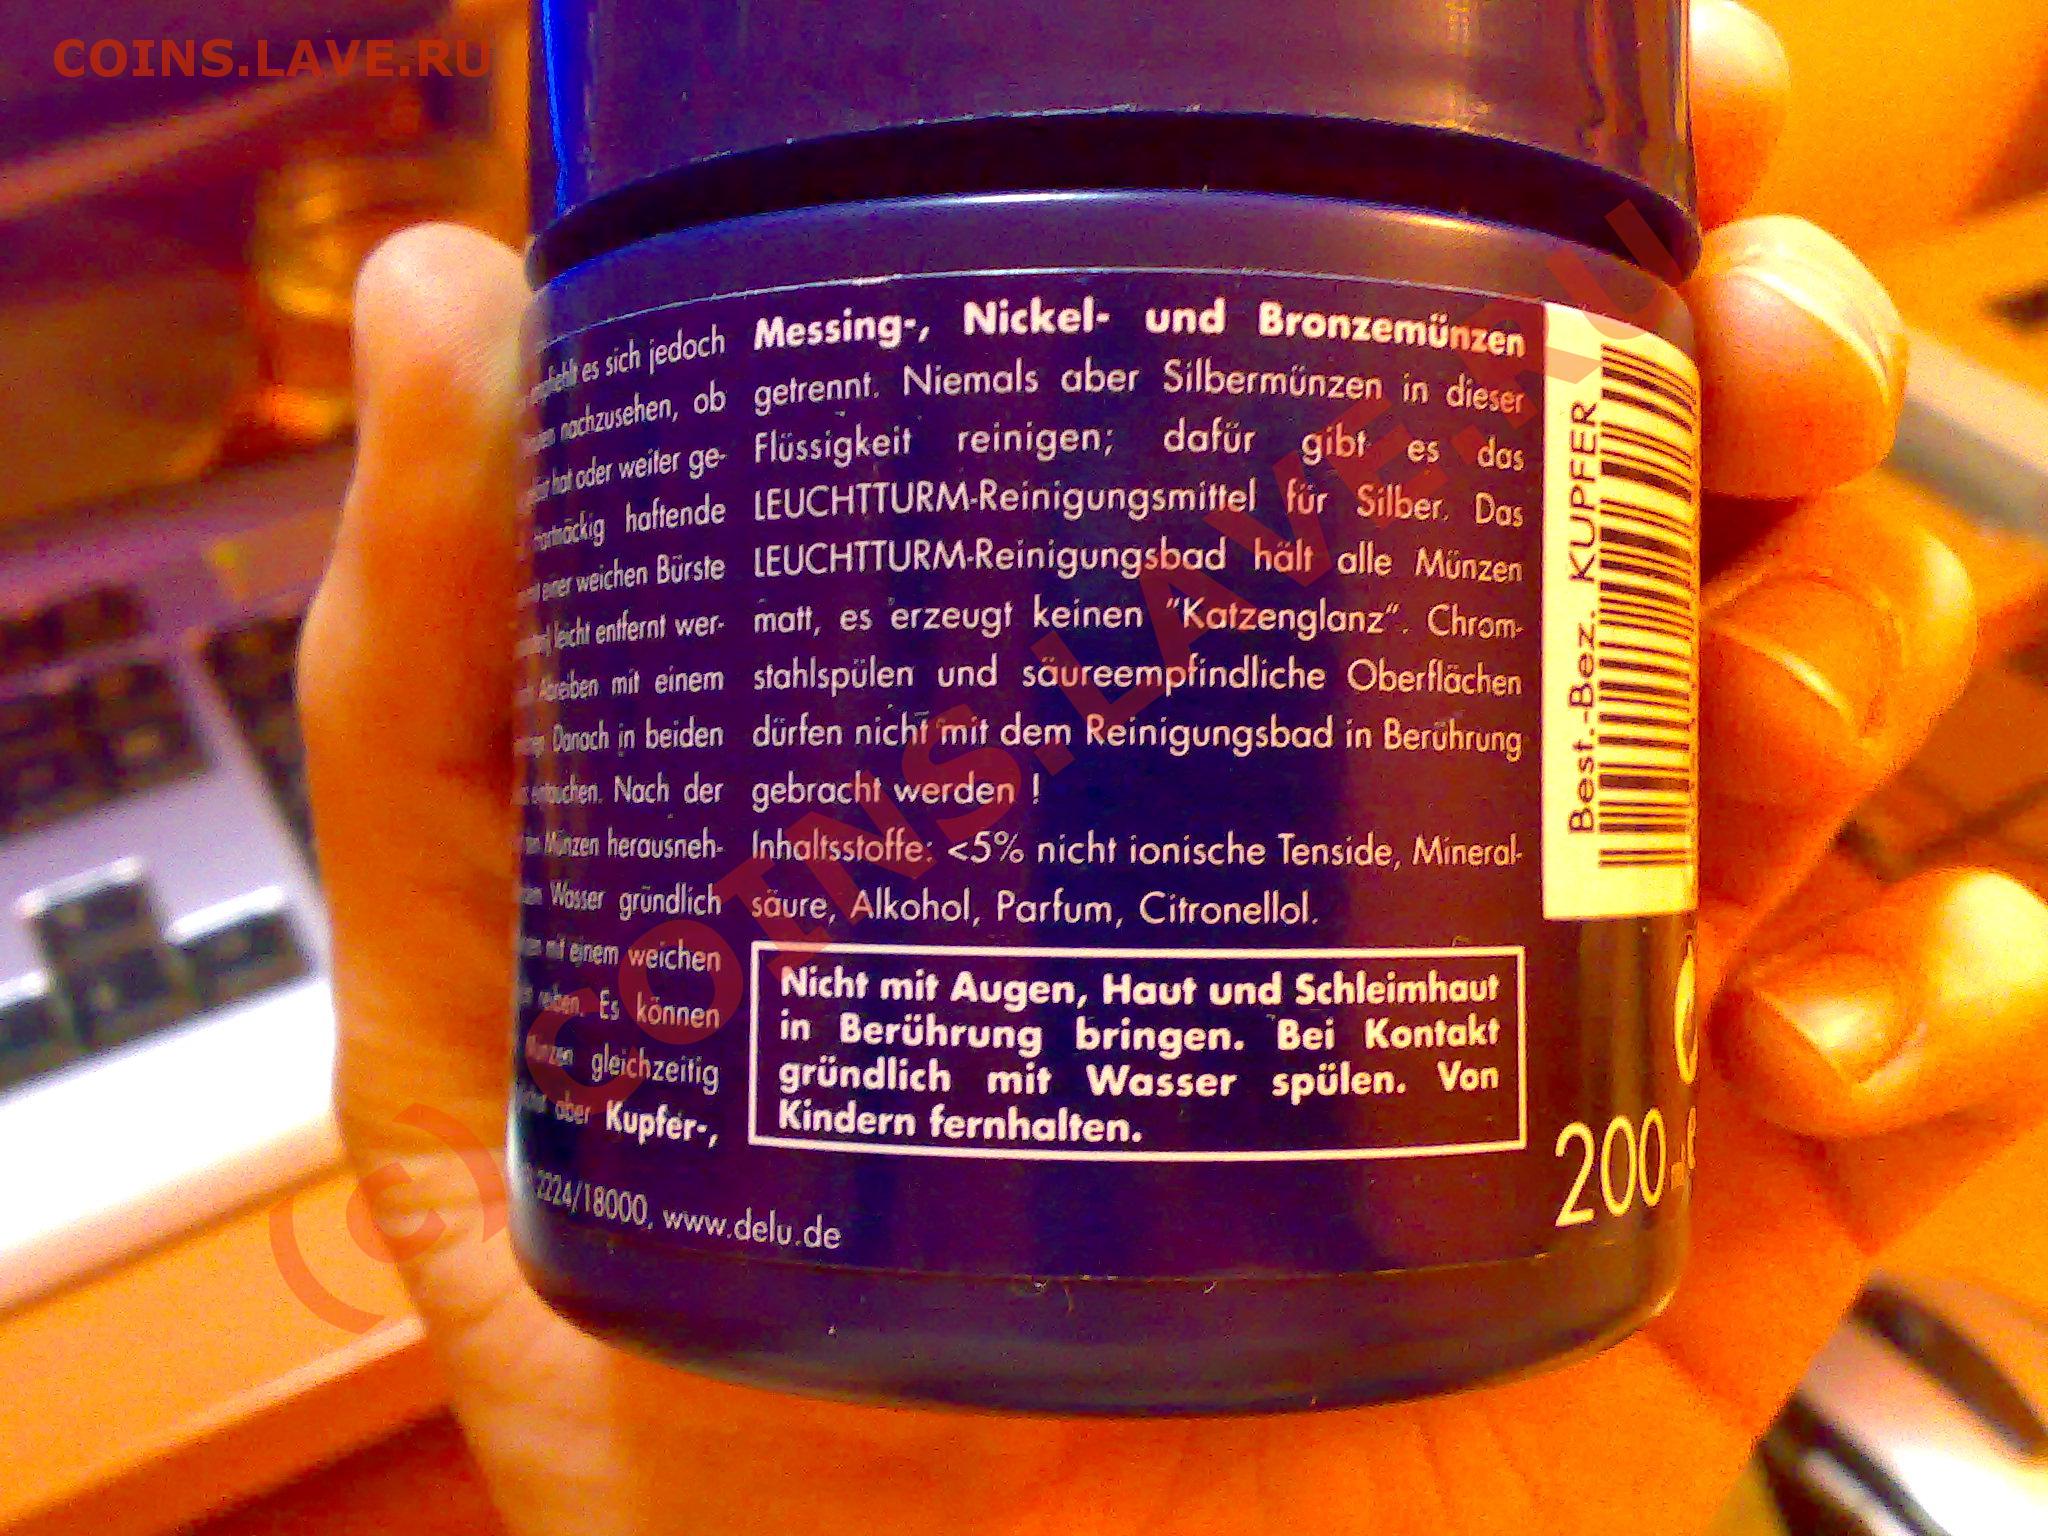 COINS.LAVE.RU
es sich jedoch
nachzusehen, ob
hat oder weiter ge-
haftende
einer weichen Bürste
leicht entfernt wer-
mit einem
Danach in beiden
Nach der
Münzen herausneh-
Wasser gründlich
mit einem weichen
reiben. Es können
Münzen gleichzeitig
aber Kupfer-,
2224/18000, www.delu.de
Messing-, Nickel- und Bronzemünzen
getrennt. Niemals aber Silbermünzen in dieser
Flüssigkeit reinigen; dafür gibt es das
LEUCHTTURM-Reinigungsmittel für Silber. Das
LEUCHTTURM-Reinigungsbad hält alle Münzen
matt, es erzeugt keinen "Katzenglanz". Chrom-
stahlspülen und säureempfindliche Oberflächen
dürfen nicht mit dem Reinigungsbad in Berührung
gebracht werden !
Inhaltsstoffe: <5% nicht ionische Tenside, Mineral-
säure, Alkohol, Parfum, Citronellol.
Nicht mit Augen, Haut und Schleimhaut
in Berührung bringen. Bei Kontakt
gründlich mit Wasser spülen. Von
Kindern fernhalten.
Best.-Bez. KUPFER
200
(c) COINS.LAVE.RU